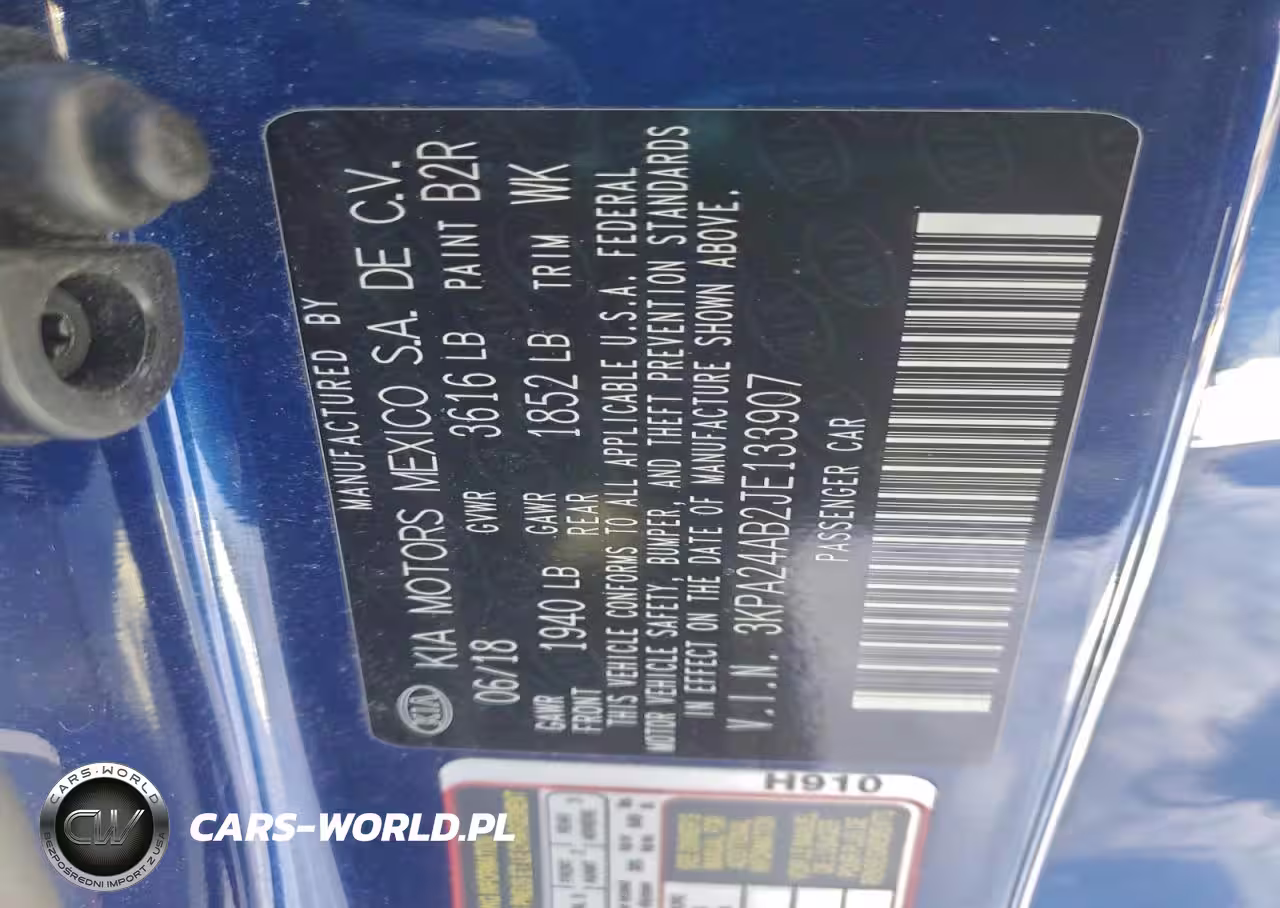 MANUFACTURED BY
KIA KIA MOTORS MEXICO S.A. DE C.V.
06/18 GVWR 3616 LB PAINT B2R
GAWR FRONT 1940 LB GAWR REAR 1852 LB TRIM WK
THIS VEHICLE CONFORMS TO ALL APPLICABLE U.S.A. FEDERAL
MOTOR VEHICLE SAFETY, BUMPER, AND THEFT PREVENTION STANDARDS
IN EFFECT ON THE DATE OF MANUFACTURE SHOWN ABOVE.
V.I.N. 3KPA24AB2JE133907
PASSENGER CAR
H910
CARS-WORLD
CW
BEZPOŚREDNI IMPORT Z USA
CARS-WORLD.PL